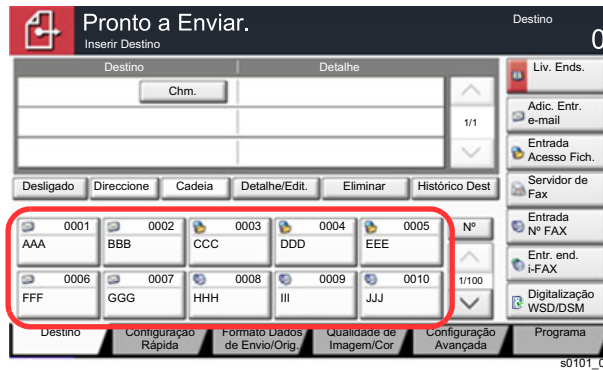 Pronto a Enviar.
Inserir Destino
Destino
0
Destino Detalhe
Chm.
1/1
Liv. Ends.
Adic. Entr.
e-mail
Entrada
Acesso Fich.
Servidor de
Fax
Entrada
Nº FAX
Entr. end.
i-FAX
Digitalização
WSD/DSM
Desligado Direccione Cadeia Detalhe/Edit. Eliminar Histórico Dest
0001 0002 0003 0004 0005 Nº
AAA BBB CCC DDD EEE
0006 0007 0008 0009 0010 1/100
FFF GGG HHH III JJJ
Destino
Configuração
Rápida
Formato Dados
de Envio/Orig.
Qualidade de
Imagem/Cor
Configuração
Avançada
Programa
s0101_0